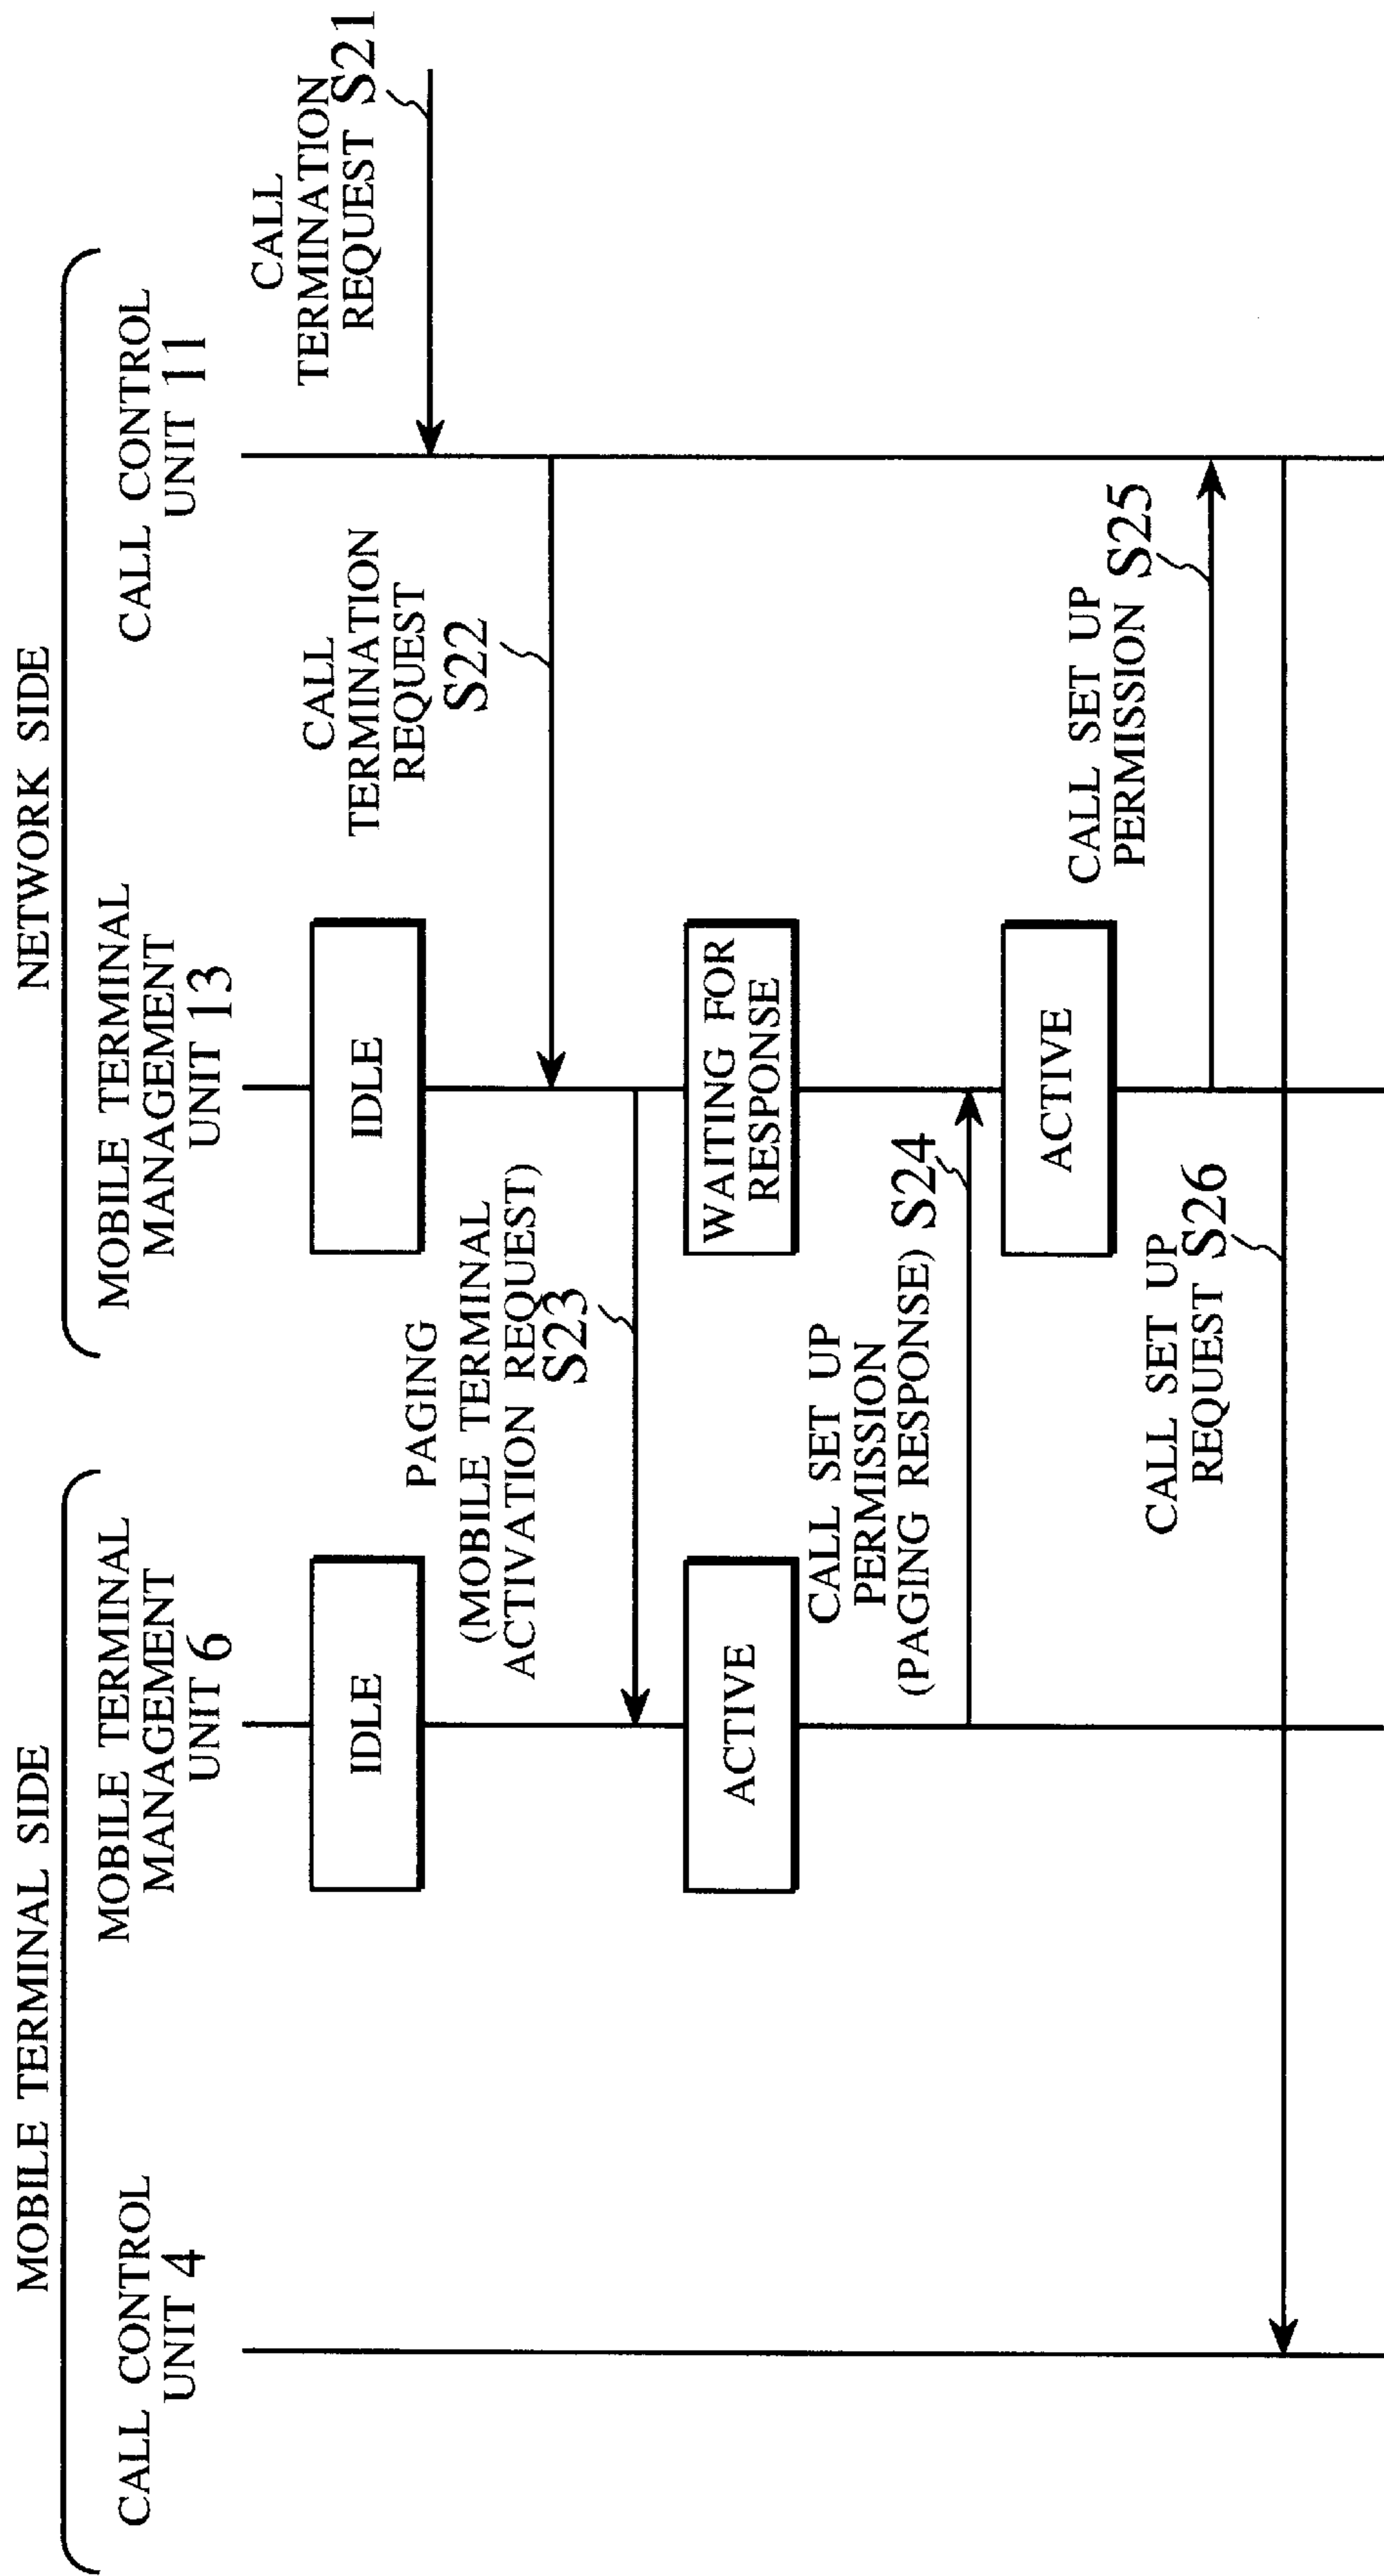 MOBILE TERMINAL SIDE
NETWORK SIDE
CALL CONTROL
UNIT 4
MOBILE TERMINAL
MANAGEMENT
UNIT 6
MOBILE TERMINAL
MANAGEMENT
UNIT 13
CALL CONTROL
UNIT 11
CALL
TERMINATION
REQUEST S21
IDLE
IDLE
CALL
TERMINATION
REQUEST
S22
PAGING
(MOBILE TERMINAL
ACTIVATION REQUEST)
S23
ACTIVE
WAITING FOR
RESPONSE
CALL SET UP
PERMISSION
(PAGING RESPONSE) S24
ACTIVE
CALL SET UP
PERMISSION S25
CALL SET UP
REQUEST S26